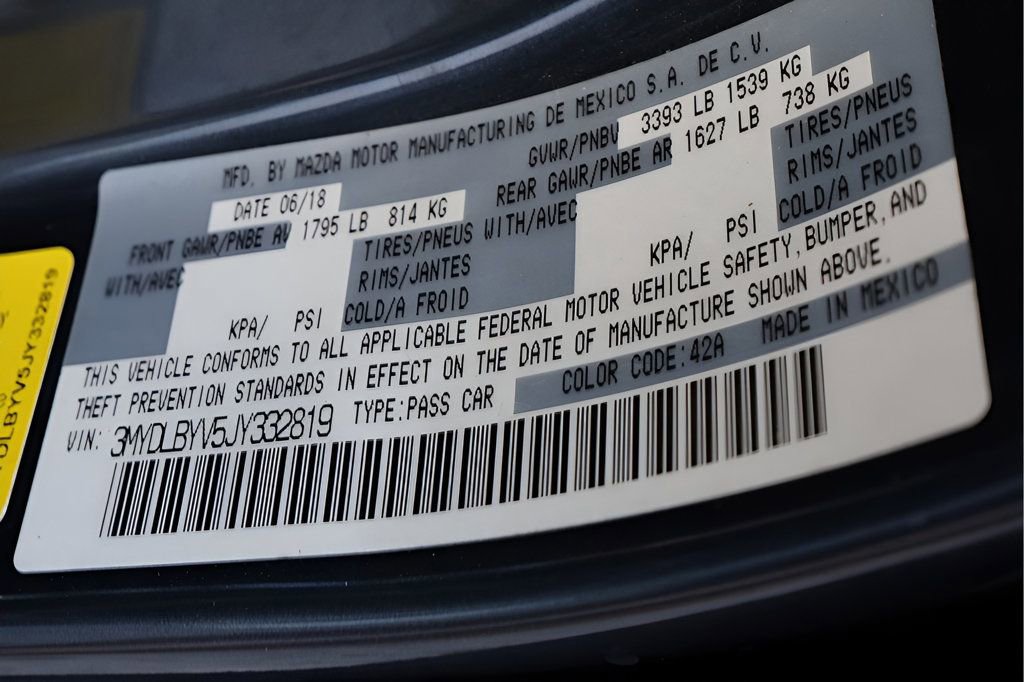 MFD. BY MAZDA MOTOR MANUFACTURING DE MEXICO S.A. DE C.V.
DATE 06/18 GVWR/PNBV 3393 LB 1539 KG
FRONT GAWR/PNBE AV 1795 LB 814 KG REAR GAWR/PNBE AR 1627 LB 738 KG
WITH/AVEC TIRES/PNEUS WITH/AVEC TIRES/PNEUS
RIMS/JANTES RIMS/JANTES
KPA/ PSI COLD/A FROID KPA/ PSI COLD/A FROID
THIS VEHICLE CONFORMS TO ALL APPLICABLE FEDERAL MOTOR VEHICLE SAFETY, BUMPER, AND
THEFT PREVENTION STANDARDS IN EFFECT ON THE DATE OF MANUFACTURE SHOWN ABOVE.
VIN: 3MYDLBYV5JY332819 TYPE:PASS CAR COLOR CODE:42A MADE IN MEXICO
DLBYV5JY332819